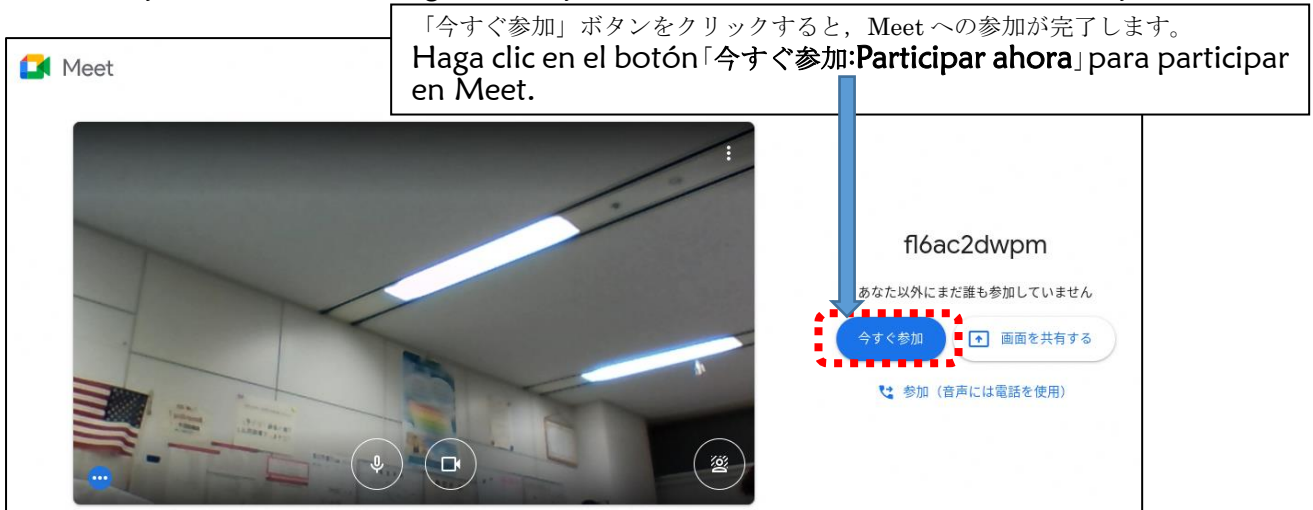 「今すぐ参加」ボタンをクリックすると，Meet への参加が完了します。
Haga clic en el botón「今すぐ参加:Participar ahora」para participar
en Meet.
Meet
fl6ac2dwpm
あなた以外にまだ誰も参加していません
今すぐ参加
画面を共有する
参加（音声には電話を使用）